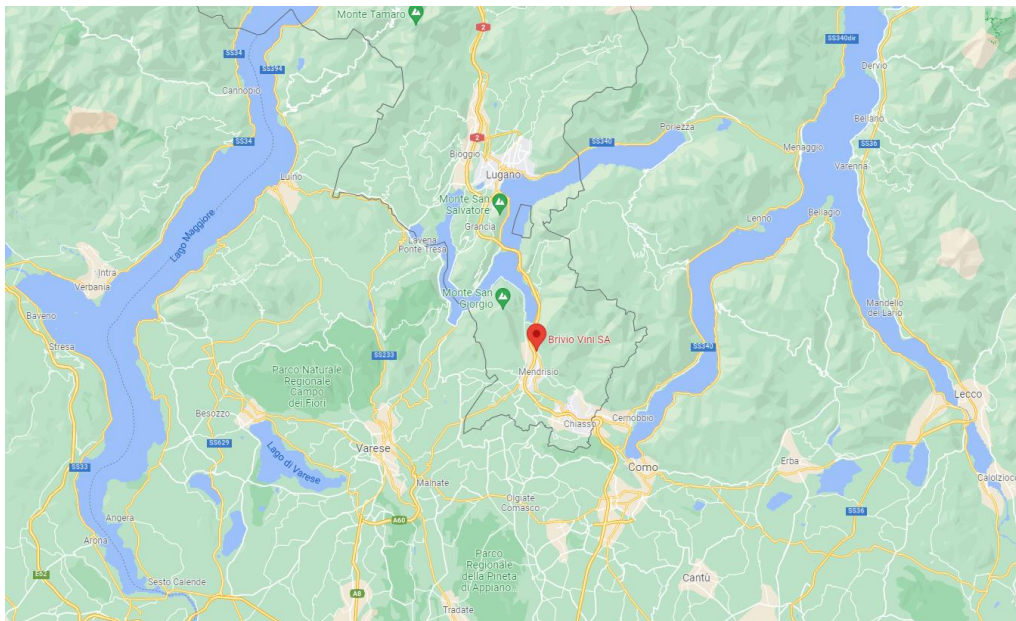 Monte Tamaro
2
SS34
SS394
Cannobio
SS340dir
Dervio
Bellano
SS36
2
SS34
SS340
Porlezza
Menaggio
Bioggio
Lugano
Varenna
Luino
Monte San
Salvatore
Grancia
Lenno
Bellagio
Lago Maggiore
Lavena
Ponte Tresa
Intra
Verbania
Monte San
Giorgio
Mandello
del Lario
Baveno
Stresa
Brivio Vini SA
SS340
SS233
Parco Naturale
Regionale
Campo
dei Fiori
Mendrisio
Lecco
Besozzo
Chiasso
Cernobbio
SS629
Varese
Lago di Varese
Como
Erba
SS33
Malnate
Calolzioco
Olgiate
Comasco
Angera
A60
SS36
Arona
Parco
Regionale
della Pineta
di Appiano
E62
Sesto Calende
Cantù
A8
Tradate